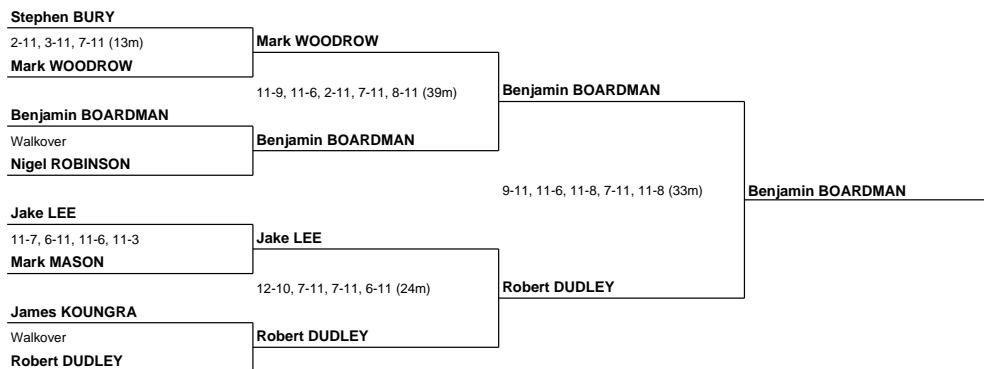 Stephen BURY
2-11, 3-11, 7-11 (13m)
Mark WOODROW
Mark WOODROW
11-9, 11-6, 2-11, 7-11, 8-11 (39m)
Benjamin BOARDMAN
Benjamin BOARDMAN
Walkover
Benjamin BOARDMAN
Nigel ROBINSON
9-11, 11-6, 11-8, 7-11, 11-8 (33m)
Benjamin BOARDMAN
Jake LEE
11-7, 6-11, 11-6, 11-3
Jake LEE
Mark MASON
12-10, 7-11, 7-11, 6-11 (24m)
Robert DUDLEY
James KOUNGRA
Walkover
Robert DUDLEY
Robert DUDLEY